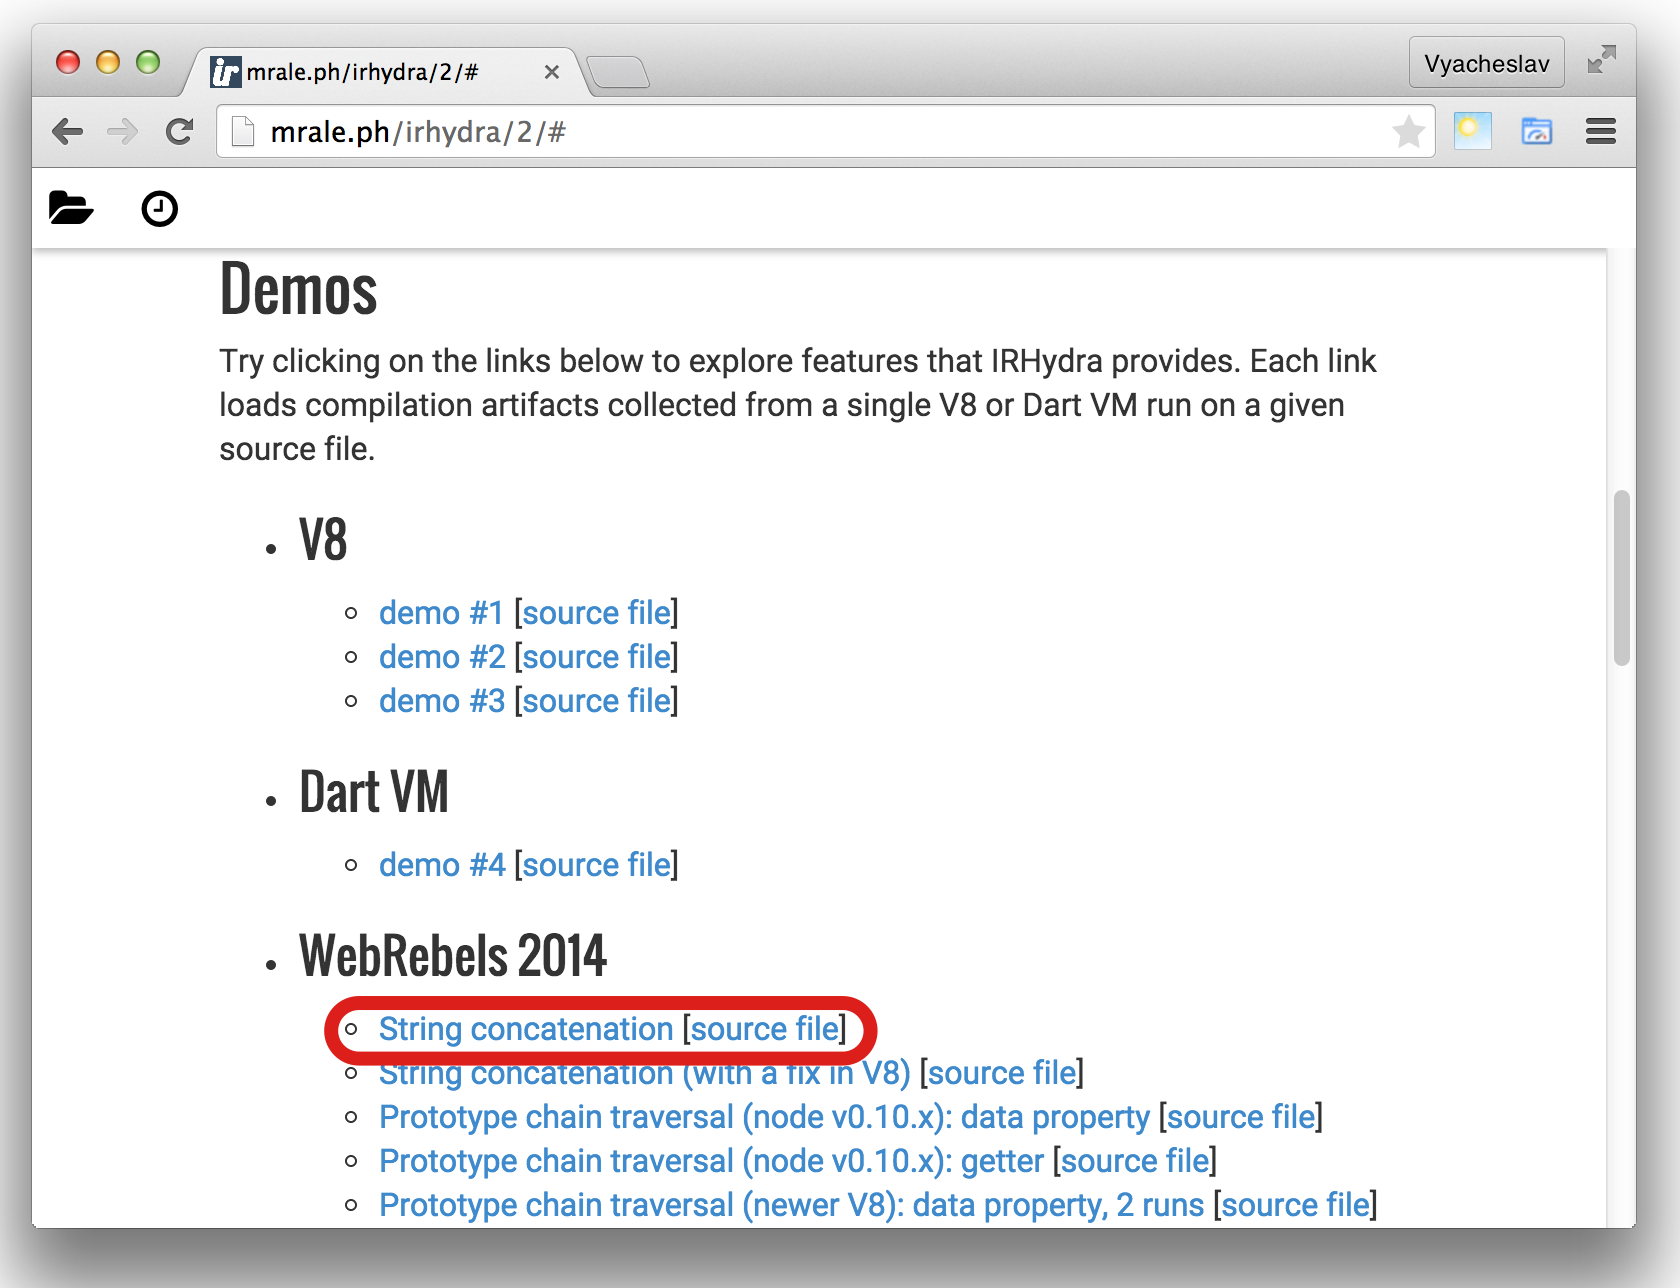 ir mrale.ph/irhydra/2/#
Vyacheslav
mrale.ph/irhydra/2/#
Demos
Try clicking on the links below to explore features that IRHydra provides. Each link
loads compilation artifacts collected from a single V8 or Dart VM run on a given
source file.
V8
demo #1 [source file]
demo #2 [source file]
demo #3 [source file]
Dart VM
demo #4 [source file]
WebRebels 2014
String concatenation [source file]
String concatenation (with a fix in V8) [source file]
Prototype chain traversal (node v0.10.x): data property [source file]
Prototype chain traversal (node v0.10.x): getter [source file]
Prototype chain traversal (newer V8): data property, 2 runs [source file]